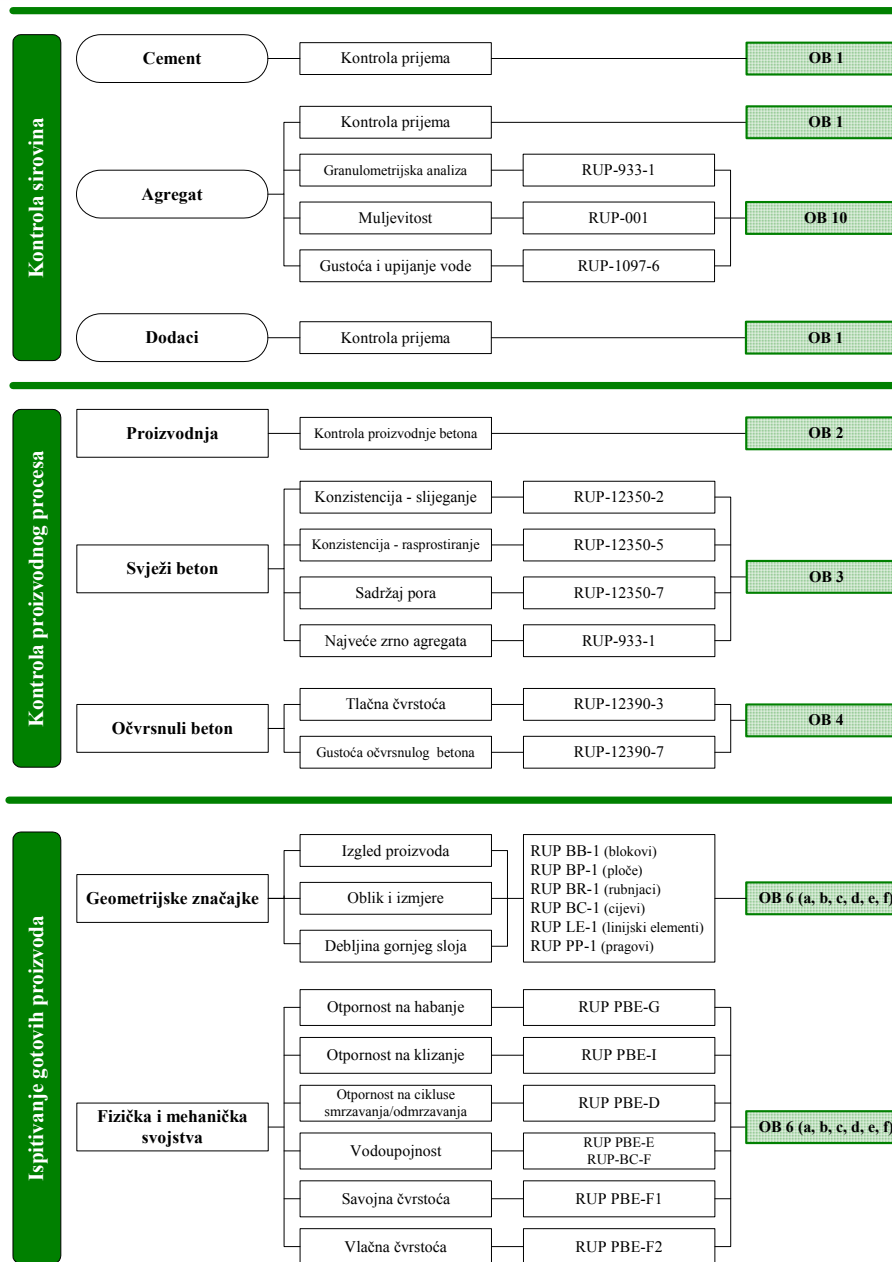 Kontrola sirovina
Cement
Kontrola prijema
OB 1
Agregat
Kontrola prijema
OB 1
Granulometrijska analiza
RUP-933-1
Muljevitost
RUP-001
Gustoća i upijanje vode
RUP-1097-6
OB 10
Dodaci
Kontrola prijema
OB 1
Kontrola proizvodnog procesa
Proizvodnja
Kontrola proizvodnje betona
OB 2
Svježi beton
Konzistencija - slijeganje
RUP-12350-2
Konzistencija - rasprostiranje
RUP-12350-5
Sadržaj pora
RUP-12350-7
Najveće zrno agregata
RUP-933-1
OB 3
Očvrsnuli beton
Tlačna čvrstoća
RUP-12390-3
Gustoća očvrsnulog betona
RUP-12390-7
OB 4
Ispitivanje gotovih proizvoda
Geometrijske značajke
Izgled proizvoda
Oblik i izmjere
Debljina gornjeg sloja
RUP BB-1 (blokovi)
RUP BP-1 (ploče)
RUP BR-1 (rubnjaci)
RUP BC-1 (cijevi)
RUP LE-1 (linijski elementi)
RUP PP-1 (pragovi)
OB 6 (a, b, c, d, e, f)
Fizička i mehanička
svojstva
Otpornost na habanje
RUP PBE-G
Otpornost na klizanje
RUP PBE-I
Otpornost na cikluse
smrzavanja/odmrzavanja
RUP PBE-D
Vodoupojnost
RUP PBE-E
RUP-BC-F
Savojna čvrstoća
RUP PBE-F1
Vlačna čvrstoća
RUP PBE-F2
OB 6 (a, b, c, d, e, f)